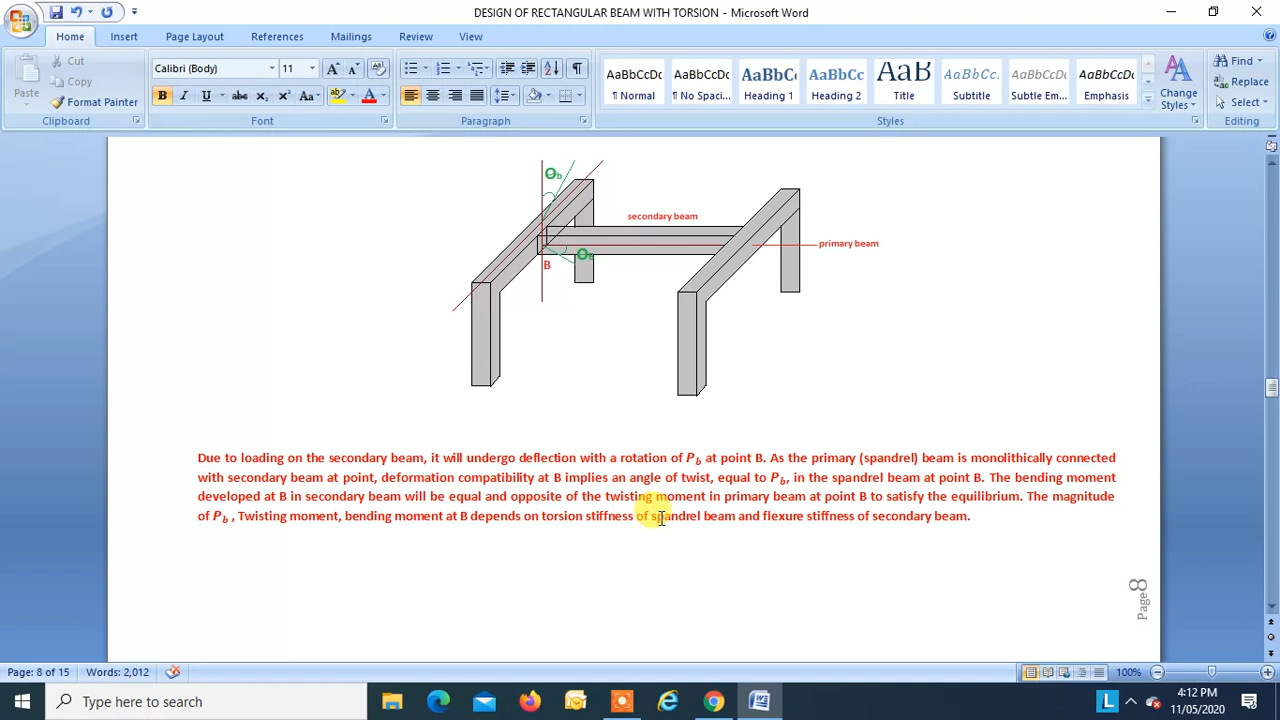 DESIGN OF RECTANGULAR BEAM WITH TORSION - Microsoft Word
Home Insert Page Layout References Mailings Review View
Paste
Cut
Copy
Format Painter
Clipboard
Calibri (Body) 11
B I U abc X₂ X² Aa
Font
Paragraph
AaBbCcDc AaBbCcDc AaBbC AaBbCc AaB AaBbCc. AaBbCcDc AaBbCcDc
¶ Normal ¶ No Spaci... Heading 1 Heading 2 Title Subtitle Subtle Em... Emphasis
Change Styles
Styles
Find
Replace
Select
Editing
Θb
secondary beam
primary beam
B
Due to loading on the secondary beam, it will undergo deflection with a rotation of Pb at point B. As the primary (spandrel) beam is monolithically connected
with secondary beam at point, deformation compatibility at B implies an angle of twist, equal to Pb, in the spandrel beam at point B. The bending moment
developed at B in secondary beam will be equal and opposite of the twisting moment in primary beam at point B to satisfy the equilibrium. The magnitude
of Pb , Twisting moment, bending moment at B depends on torsion stiffness of spandrel beam and flexure stiffness of secondary beam.
Page 8
Page: 8 of 15 Words: 2,012 100%
Type here to search
L
4:12 PM
11/05/2020